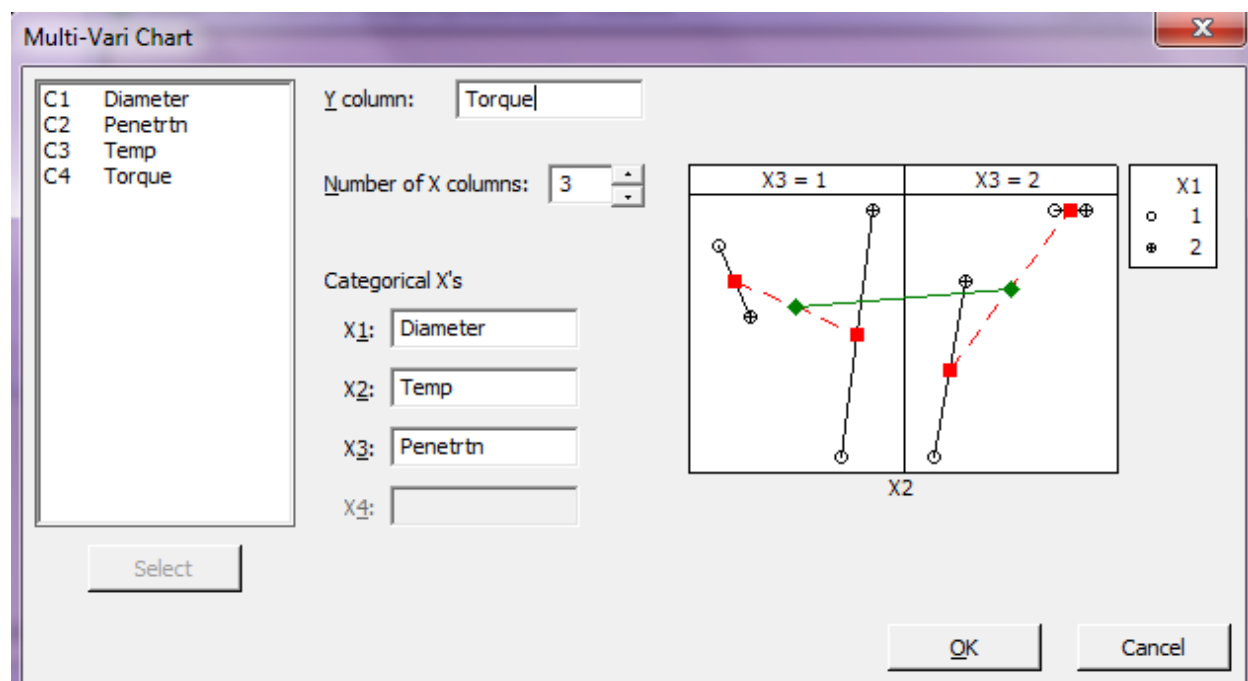 Multi-Vari Chart
X
C1 Diameter
C2 Penetrtn
C3 Temp
C4 Torque
Select
Y column: Torque
Number of X columns: 3
Categorical X's
X1: Diameter
X2: Temp
X3: Penetrtn
X4:
X3 = 1 X3 = 2
X2
X1
1
2
OK Cancel